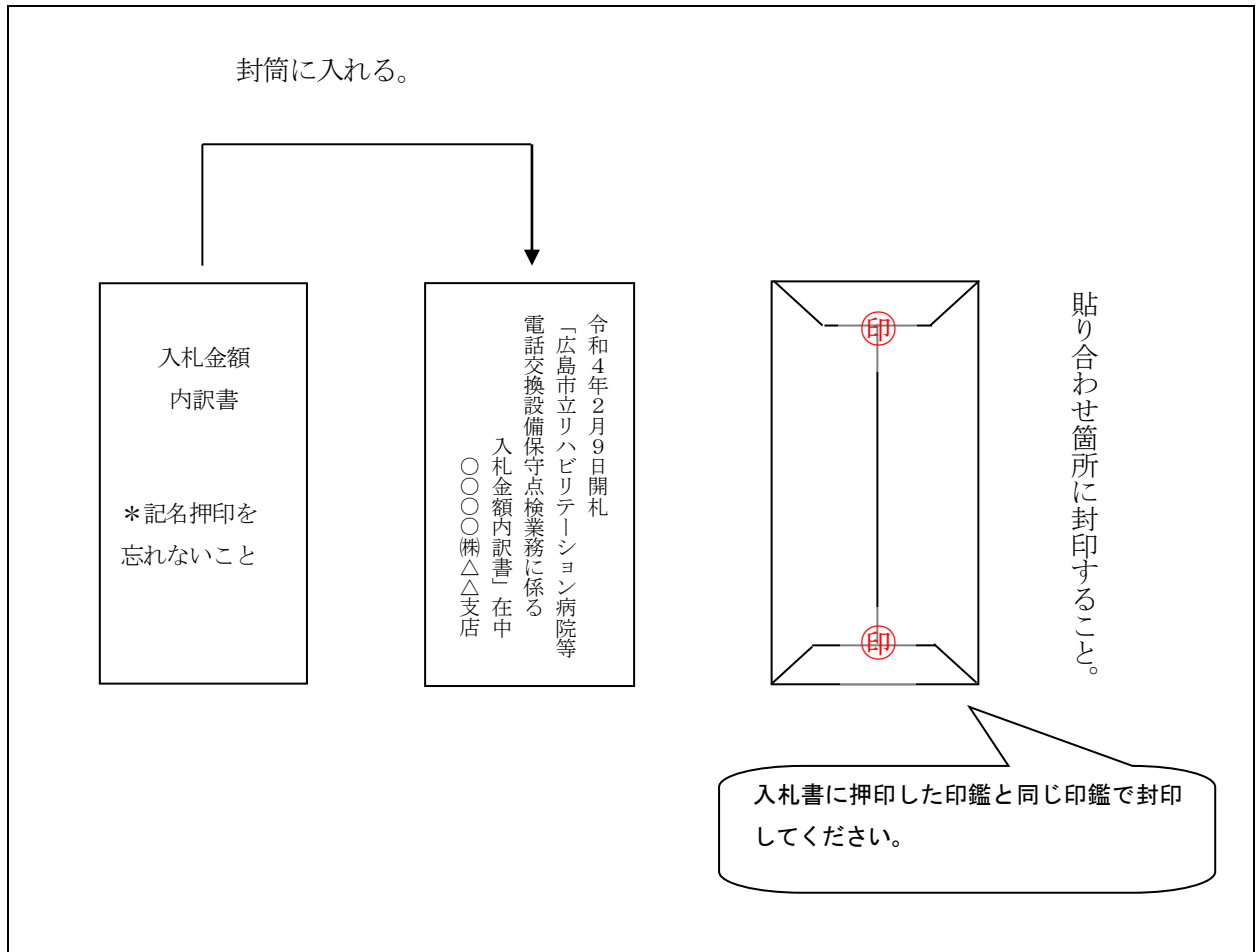 封筒に入れる。
入札金額
内訳書
＊記名押印を
忘れないこと
令和４年２月９日開札
「広島市立リハビリテーション病院等
電話交換設備保守点検業務に係る
入札金額内訳書」在中
○○○○㈱△△支店
印
印
貼り合わせ箇所に封印すること。
入札書に押印した印鑑と同じ印鑑で封印
してください。